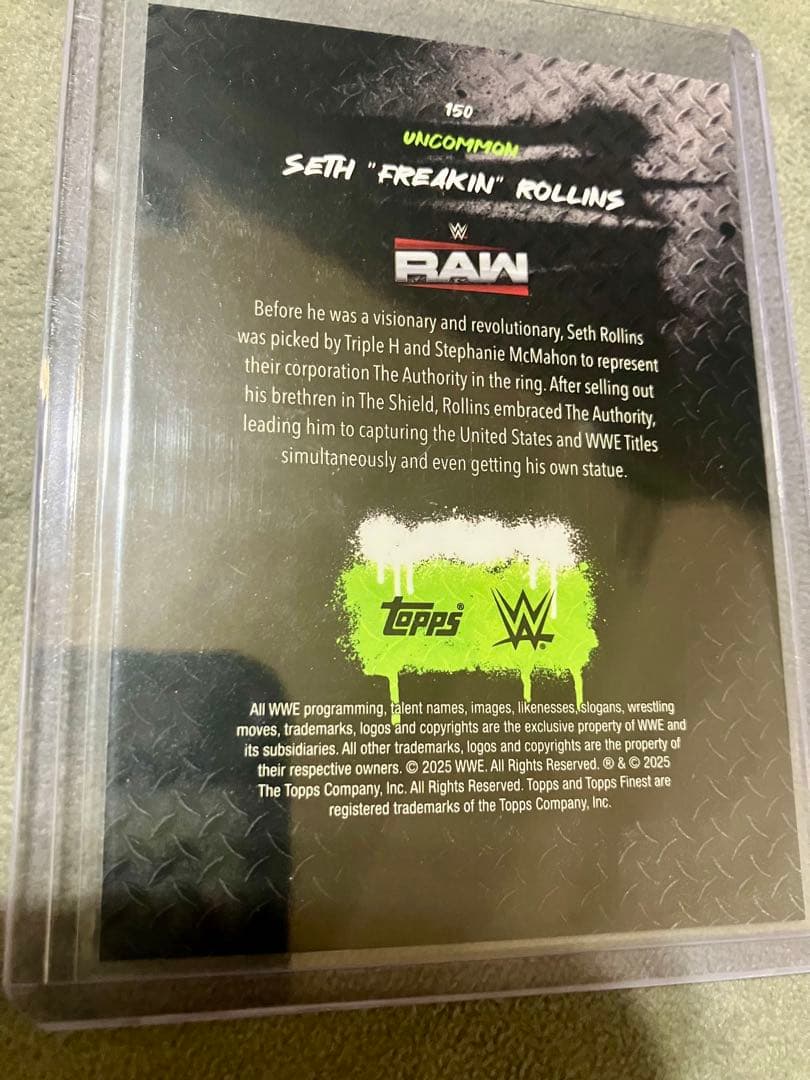 150
UNCOMMON
SETH "FREAKIN" ROLLINS
W
RAW
Before he was a visionary and revolutionary, Seth Rollins
was picked by Triple H and Stephanie McMahon to represent
their corporation The Authority in the ring. After selling out
his brethren in The Shield, Rollins embraced The Authority,
leading him to capturing the United States and WWE Titles
simultaneously and even getting his own statue.
topps® W®
All WWE programming, talent names, images, likenesses, slogans, wrestling
moves, trademarks, logos and copyrights are the exclusive property of WWE and
its subsidiaries. All other trademarks, logos and copyrights are the property of
their respective owners. © 2025 WWE. All Rights Reserved. ® & © 2025
The Topps Company, Inc. All Rights Reserved. Topps and Topps Finest are
registered trademarks of the Topps Company, Inc.